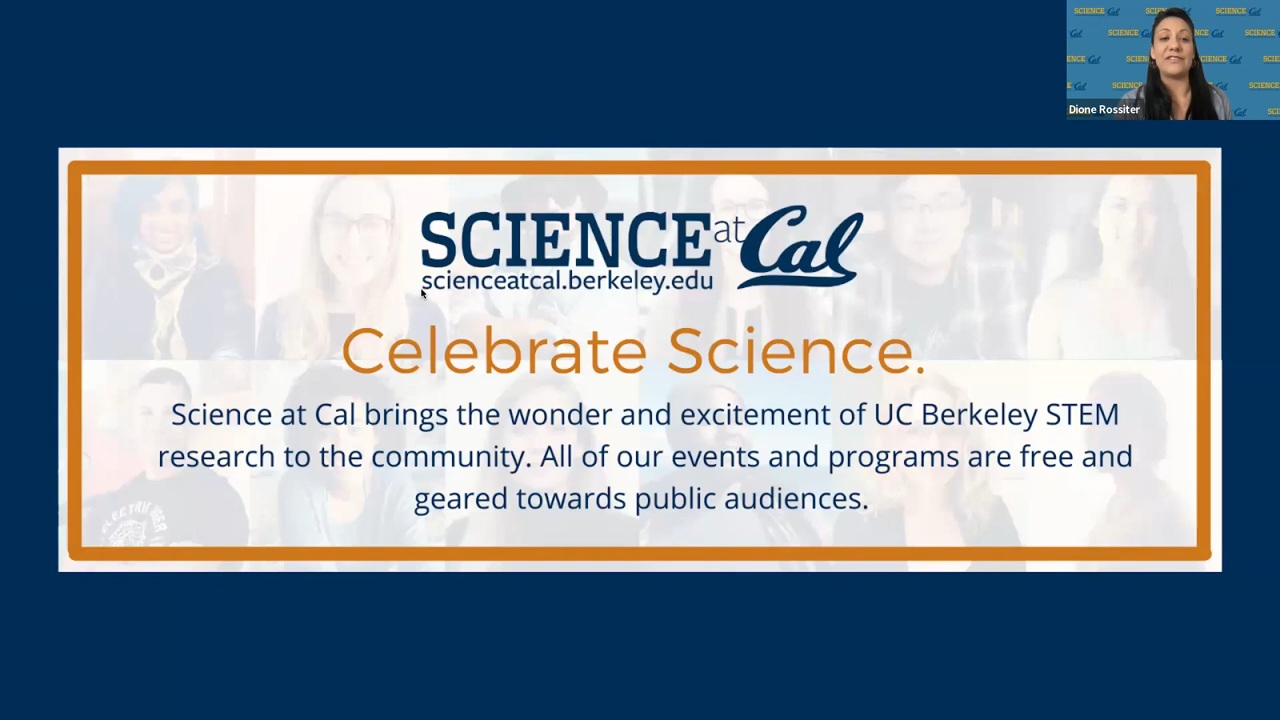 SCIENCE Cal
Dione Rossiter
SCIENCE at Cal
scienceatcal.berkeley.edu
Celebrate Science.
Science at Cal brings the wonder and excitement of UC Berkeley STEM
research to the community. All of our events and programs are free and
geared towards public audiences.